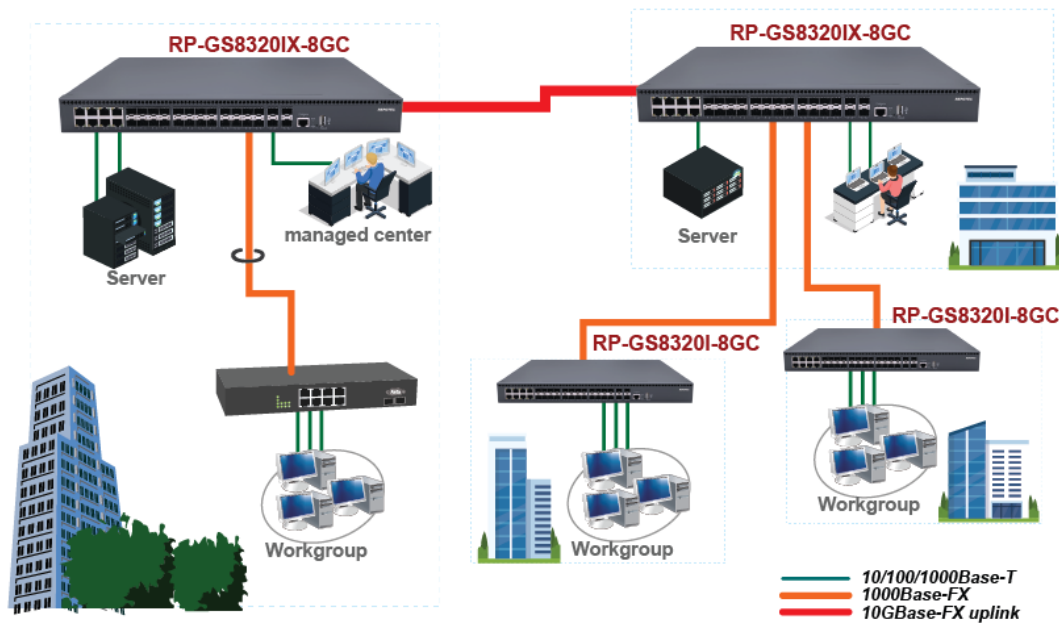 RP-GS8320IX-8GC
RP-GS8320IX-8GC
managed center
Server
Server
RP-GS8320I-8GC
RP-GS8320I-8GC
Workgroup
Workgroup
Workgroup
10/100/1000Base-T
1000Base-FX
10GBase-FX uplink